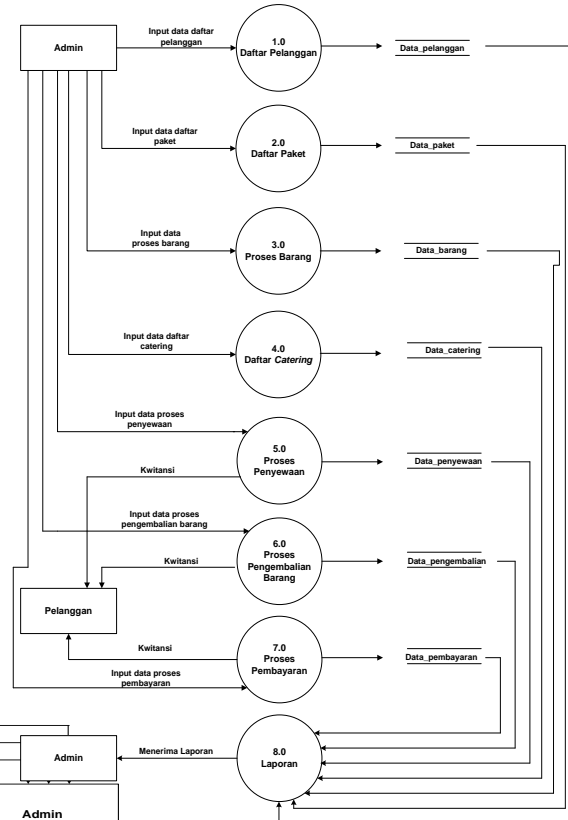 Admin
Input data daftar
pelanggan
1.0
Daftar Pelanggan
Data_pelanggan
Input data daftar
paket
2.0
Daftar Paket
Data_paket
Input data
proses barang
3.0
Proses Barang
Data_barang
Input data daftar
catering
4.0
Daftar Catering
Data_catering
Input data proses
penyewaan
5.0
Proses
Penyewaan
Data_penyewaan
Kwitansi
Input data proses
pengembalian barang
6.0
Proses
Pengembalian
Barang
Data_pengembalian
Kwitansi
Pelanggan
Kwitansi
7.0
Proses
Pembayaran
Data_pembayaran
Input data proses
pembayaran
Admin
Menerima Laporan
8.0
Laporan
Admin